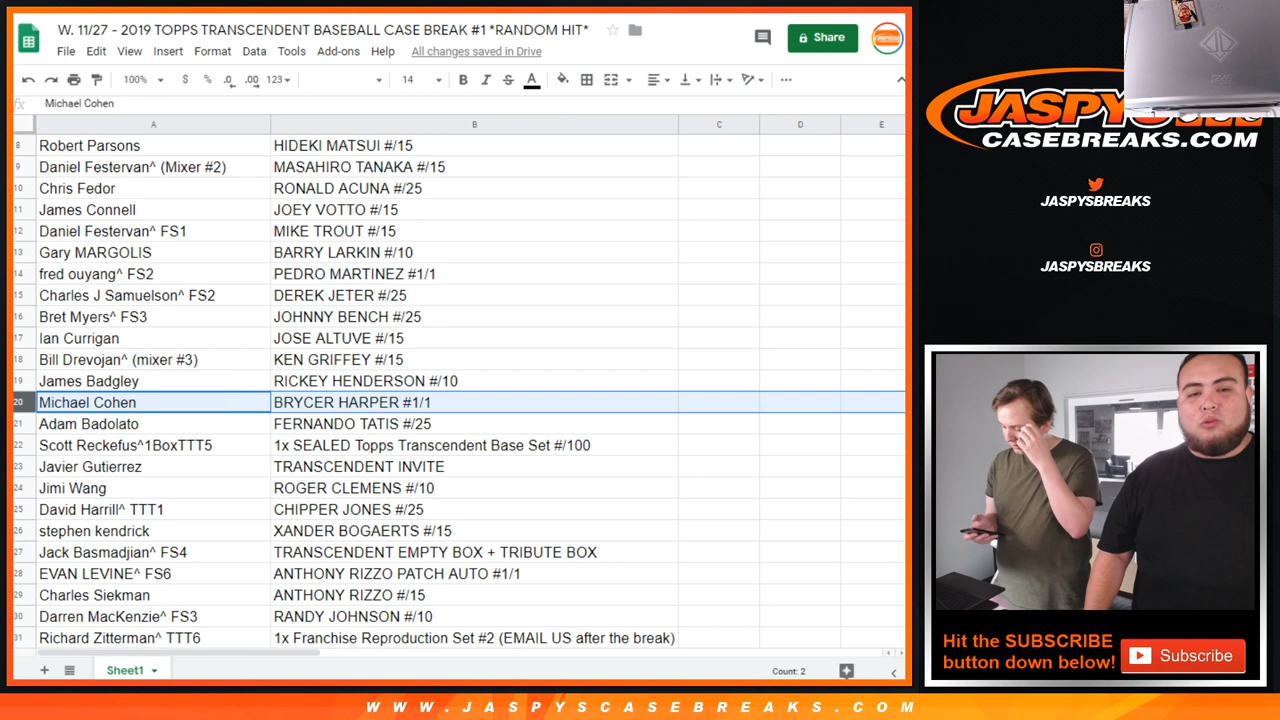 W. 11/27 - 2019 TOPPS TRANSCENDENT BASEBALL CASE BREAK #1 *RANDOM HIT*
Share
File Edit View Insert Format Data Tools Add-ons Help All changes saved in Drive
100% $ % .0 .00 123 14 B I S A
fx Michael Cohen
A B C D E
8 Robert Parsons HIDEKI MATSUI #/15
9 Daniel Festervan^ (Mixer #2) MASAHIRO TANAKA #/15
10 Chris Fedor RONALD ACUNA #/25
11 James Connell JOEY VOTTO #/15
12 Daniel Festervan^ FS1 MIKE TROUT #/15
13 Gary MARGOLIS BARRY LARKIN #/10
14 fred ouyang^ FS2 PEDRO MARTINEZ #1/1
15 Charles J Samuelson^ FS2 DEREK JETER #/25
16 Bret Myers^ FS3 JOHNNY BENCH #/25
17 Ian Currigan JOSE ALTUVE #/15
18 Bill Drevojan^ (mixer #3) KEN GRIFFEY #/15
19 James Badgley RICKEY HENDERSON #/10
20 Michael Cohen BRYCER HARPER #1/1
21 Adam Badolato FERNANDO TATIS #/25
22 Scott Reckefus^1BoxTTT5 1x SEALED Topps Transcendent Base Set #/100
23 Javier Gutierrez TRANSCENDENT INVITE
24 Jimi Wang ROGER CLEMENS #/10
25 David Harrill^ TTT1 CHIPPER JONES #/25
26 stephen kendrick XANDER BOGAERTS #/15
27 Jack Basmadjian^ FS4 TRANSCENDENT EMPTY BOX + TRIBUTE BOX
28 EVAN LEVINE^ FS6 ANTHONY RIZZO PATCH AUTO #1/1
29 Charles Siekman ANTHONY RIZZO #/15
30 Darren MacKenzie^ FS3 RANDY JOHNSON #/10
31 Richard Zitterman^ TTT6 1x Franchise Reproduction Set #2 (EMAIL US after the break)
Sheet1
Count: 2
CASEBREAKS.COM
JASPYSBREAKS
JASPYSBREAKS
Hit the SUBSCRIBE
button down below!
Subscribe
WWW.JASPYSCASEBREAKS.COM